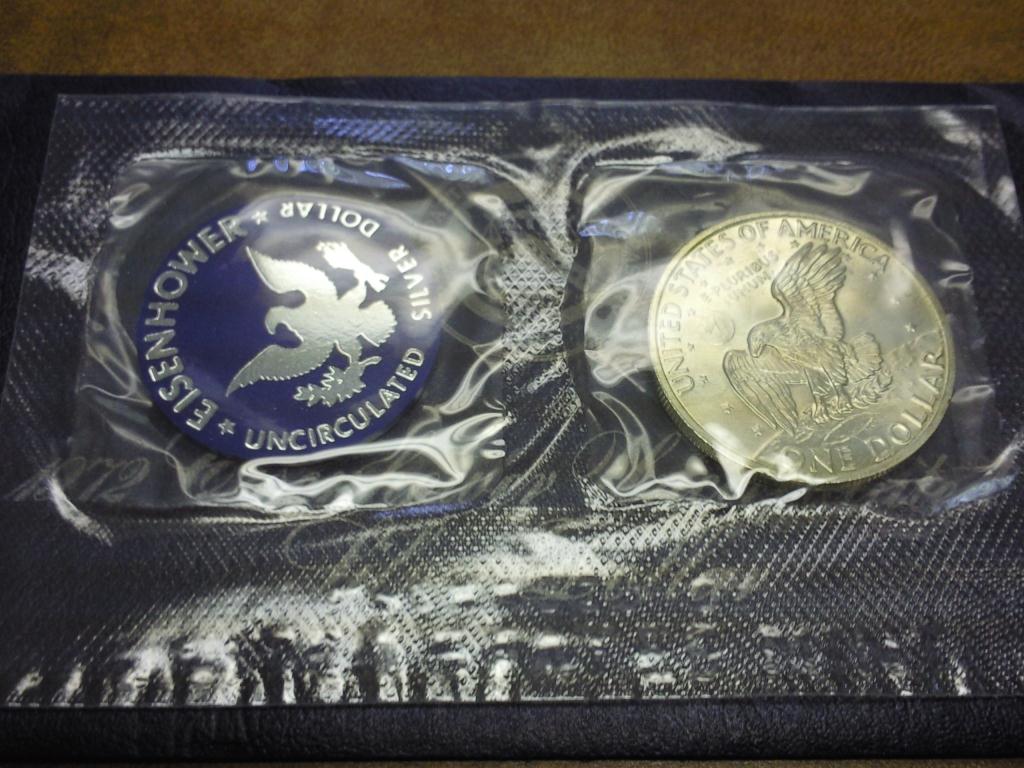 EISENHOWER ★ DOLLAR
SILVER
★ UNCIRCULATED
UNITED STATES OF AMERICA
E PLURIBUS
UNUM
ONE DOLLAR